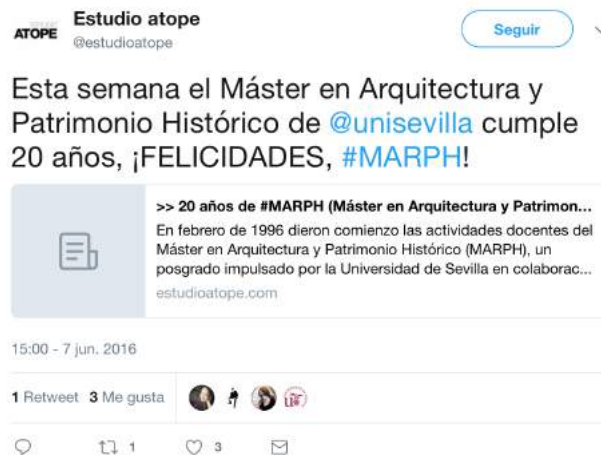 ATOPE
Estudio atope
@estudioatope
Seguir
Esta semana el Máster en Arquitectura y
Patrimonio Histórico de @unisevilla cumple
20 años, ¡FELICIDADES, #MARPH!
>> 20 años de #MARPH (Máster en Arquitectura y Patrimon...
En febrero de 1996 dieron comienzo las actividades docentes del
Máster en Arquitectura y Patrimonio Histórico (MARPH), un
posgrado impulsado por la Universidad de Sevilla en colaborac...
estudioatope.com
15:00 - 7 jun. 2016
1 Retweet 3 Me gusta
1 3